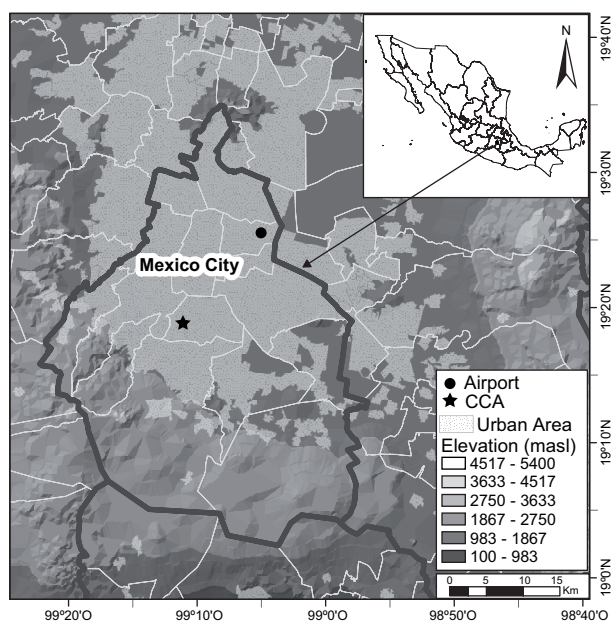 N
19°40'N
19°30'N
19°20'N
19°10'N
19°0'N
Mexico City
Airport
CCA
Urban Area
Elevation (masl)
4517 - 5400
3633 - 4517
2750 - 3633
1867 - 2750
983 - 1867
100 - 983
0 5 10 15
Km
99°20'O 99°10'O 99°0'O 98°50'O 98°40'O